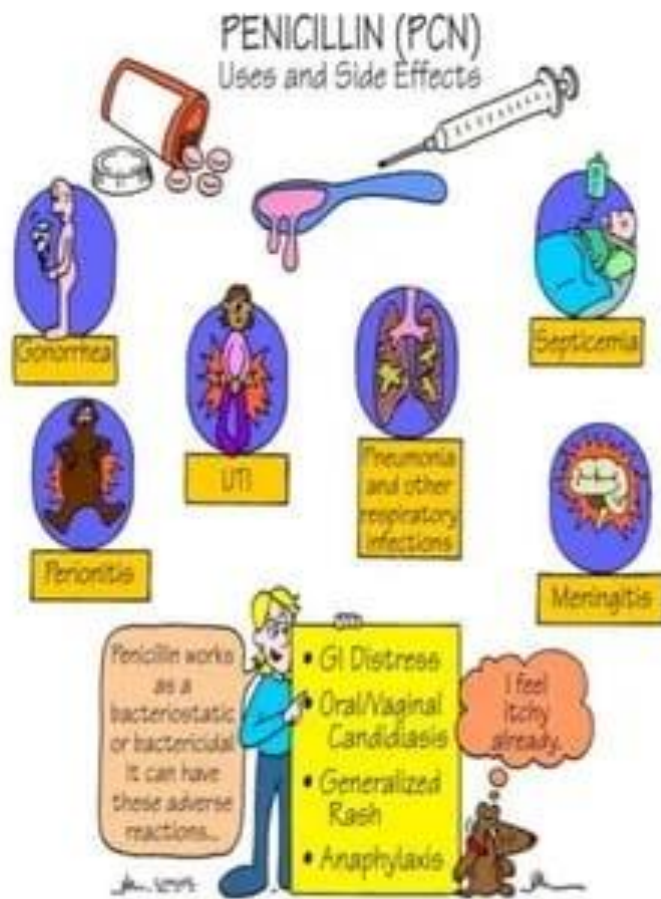 PENICILLIN (PCN)
Uses and Side Effects
Gonorrhea
Septicemia
UTI
Pneumonia
and other
respiratory
infections
Perionitis
Meningitis
Penicillin works
as a
bacteriostatic
or bactericidal
It can have
these adverse
reactions...
• GI Distress
• Oral/Vaginal
Candidiasis
• Generalized
Rash
• Anaphylaxis
I feel
itchy
already.